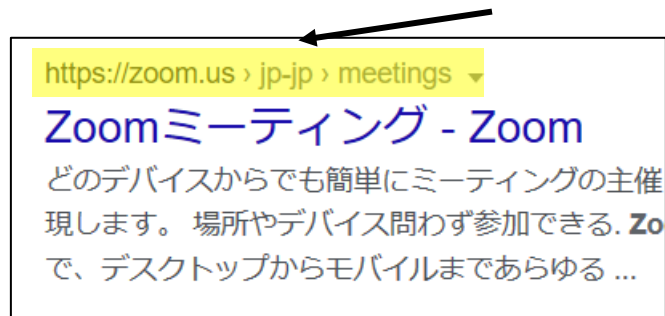 https://zoom.us › jp-jp › meetings
Zoomミーティング - Zoom
どのデバイスからでも簡単にミーティングの主催
現します。 場所やデバイス問わず参加できる. Zo
で、デスクトップからモバイルまであらゆる ...